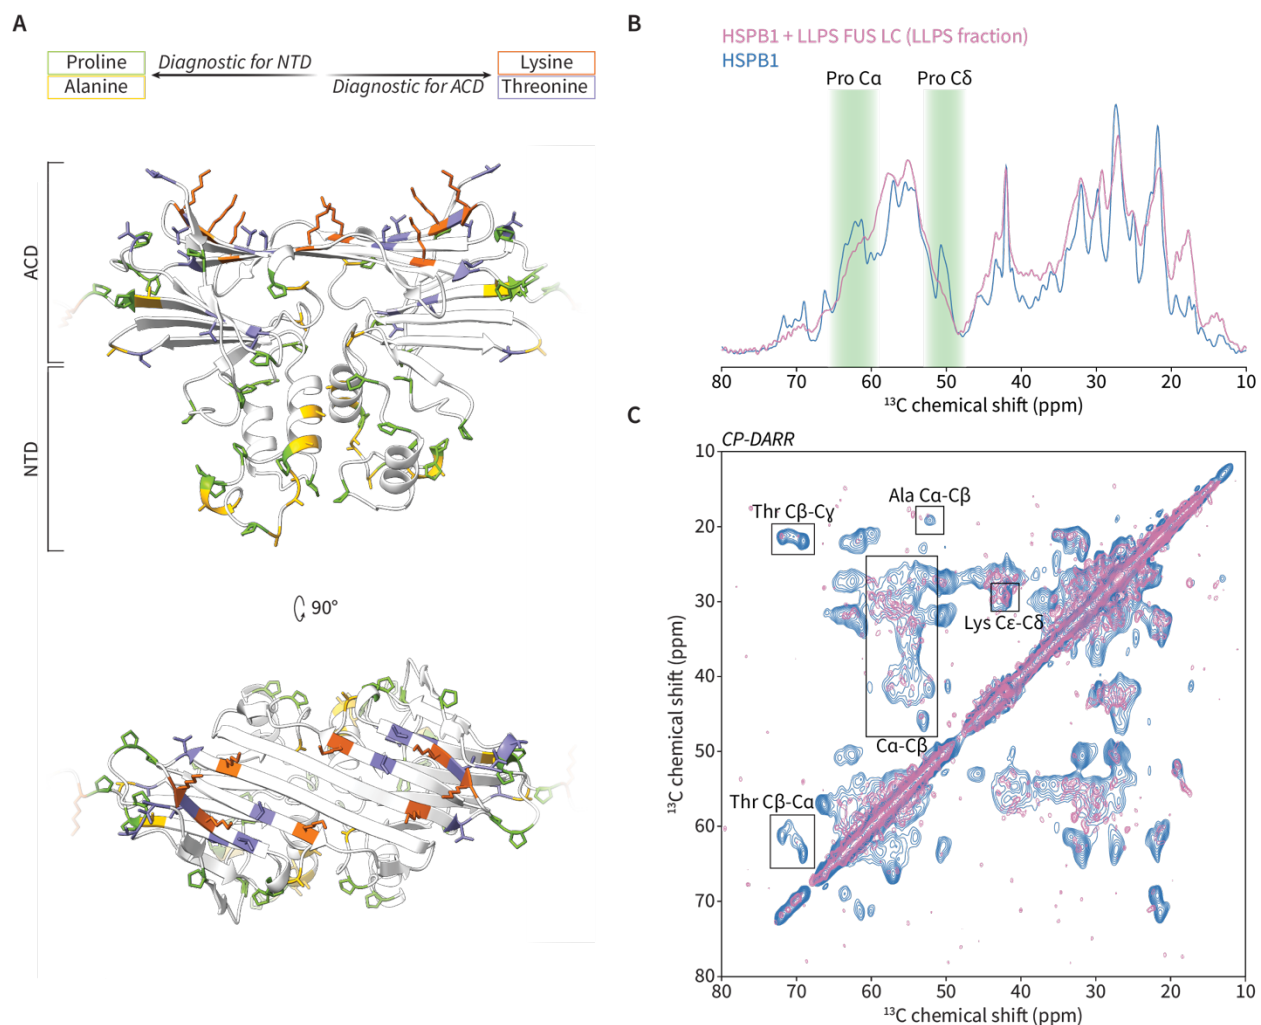 A
Proline
Alanine
Diagnostic for NTD
Diagnostic for ACD
Lysine
Threonine
ACD
NTD
90°
B
HSPB1 + LLPS FUS LC (LLPS fraction)
HSPB1
Pro Cα
Pro Cδ
80 70 60 50 40 30 20 10
¹³C chemical shift (ppm)
C
CP-DARR
10
20
30
40
50
60
70
80
¹³C chemical shift (ppm)
Thr Cβ-Cγ
Ala Cα-Cβ
Lys Cε-Cδ
Cα-Cβ
Thr Cβ-Cα
80 70 60 50 40 30 20 10
¹³C chemical shift (ppm)